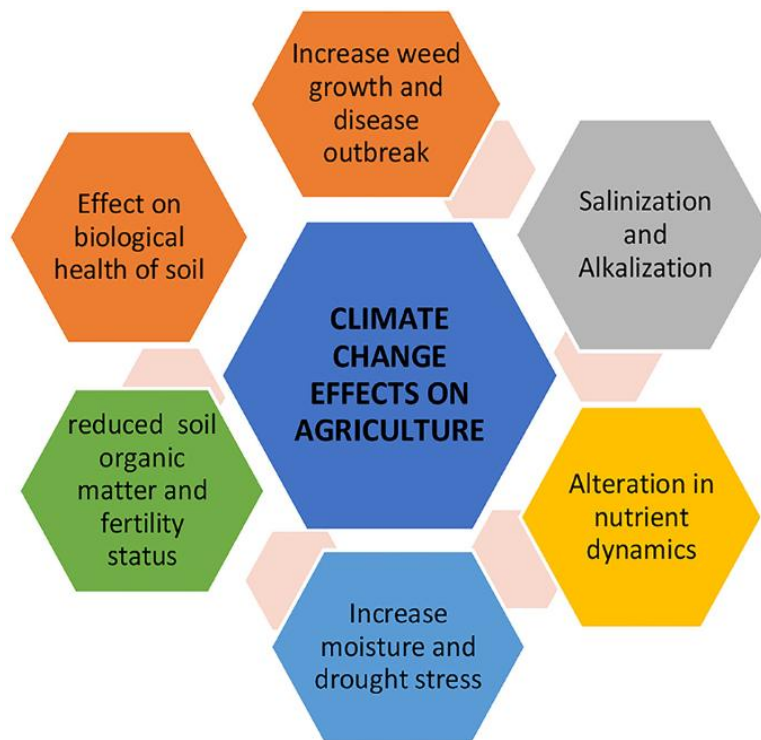 Increase weed
growth and
disease
outbreak
Salinization
and
Alkalization
Alteration in
nutrient
dynamics
Increase
moisture and
drought stress
reduced soil
organic
matter and
fertility
status
Effect on
biological
health of soil
CLIMATE
CHANGE
EFFECTS ON
AGRICULTURE